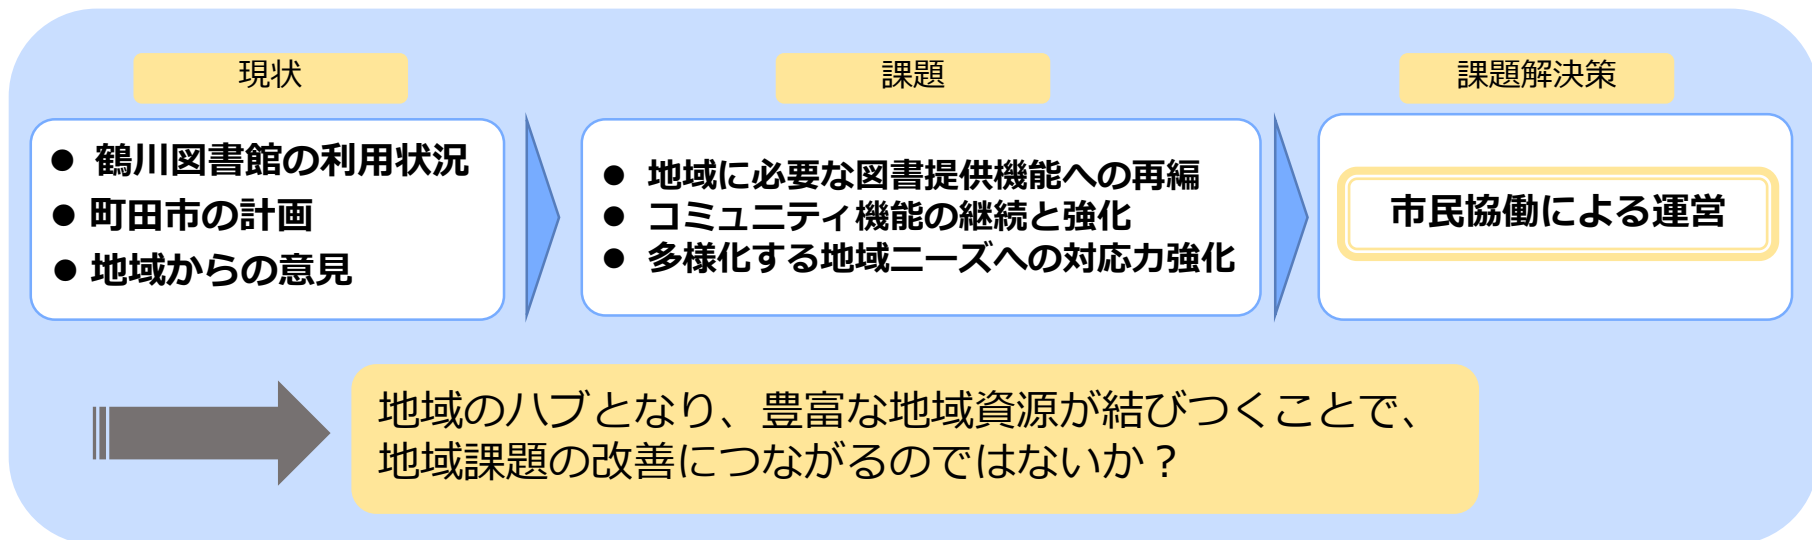 現状
● 鶴川図書館の利用状況
● 町田市の計画
● 地域からの意見
課題
● 地域に必要な図書提供機能への再編
● コミュニティ機能の継続と強化
● 多様化する地域ニーズへの対応力強化
課題解決策
市民協働による運営
地域のハブとなり、豊富な地域資源が結びつくことで、
地域課題の改善につながるのではないか？